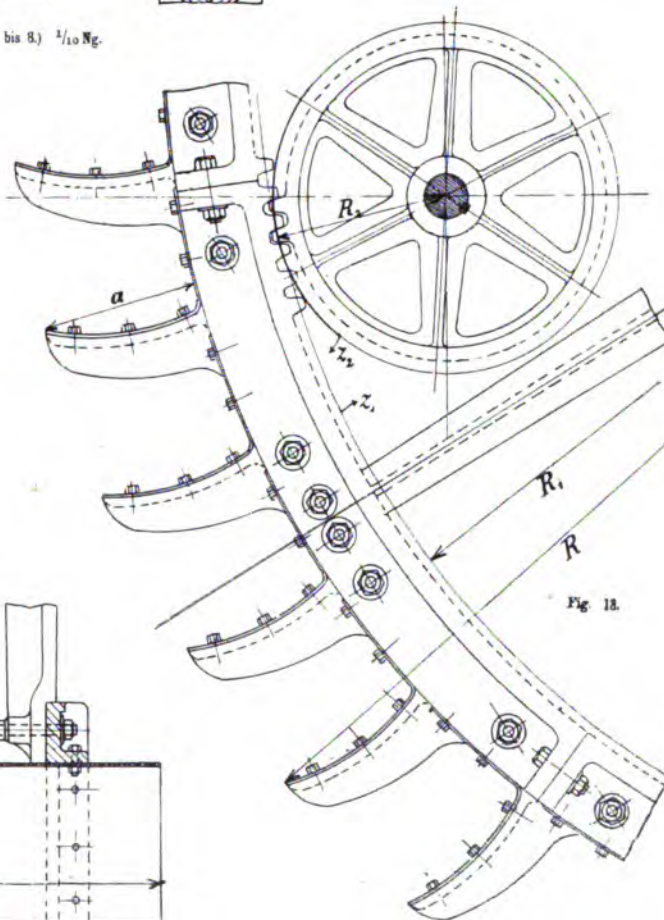 bis 8.) 1/10 Ng.
R₂
a
z₂
z₁
R₁
R
Fig. 18.